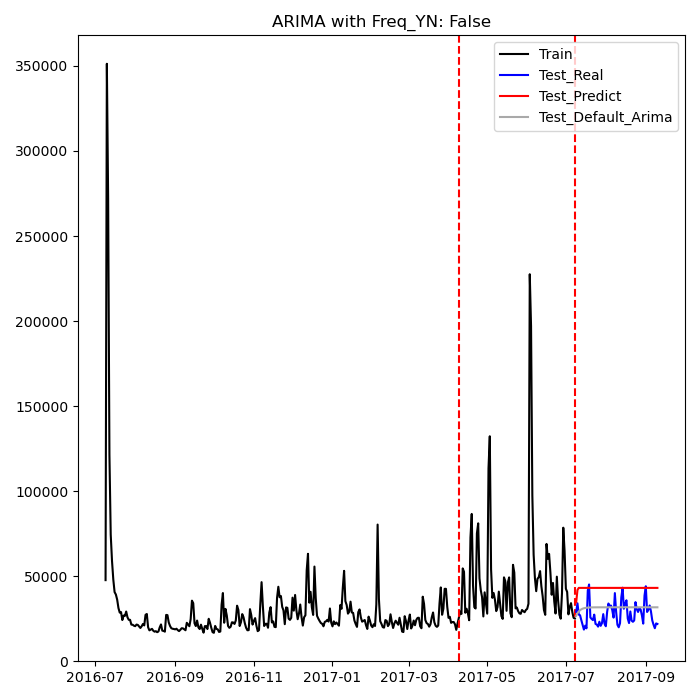 ARIMA with Freq_YN: False
Train
Test_Real
Test_Predict
Test_Default_Arima
350000
300000
250000
200000
150000
100000
50000
0
2016-07 2016-09 2016-11 2017-01 2017-03 2017-05 2017-07 2017-09